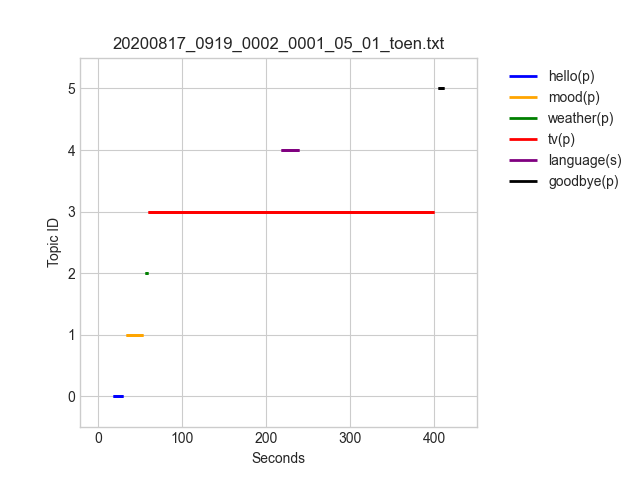 20200817_0919_0002_0001_05_01_toen.txt
hello(p)
mood(p)
weather(p)
tv(p)
language(s)
goodbye(p)
Topic ID
5
4
3
2
1
0
0 100 200 300 400
Seconds